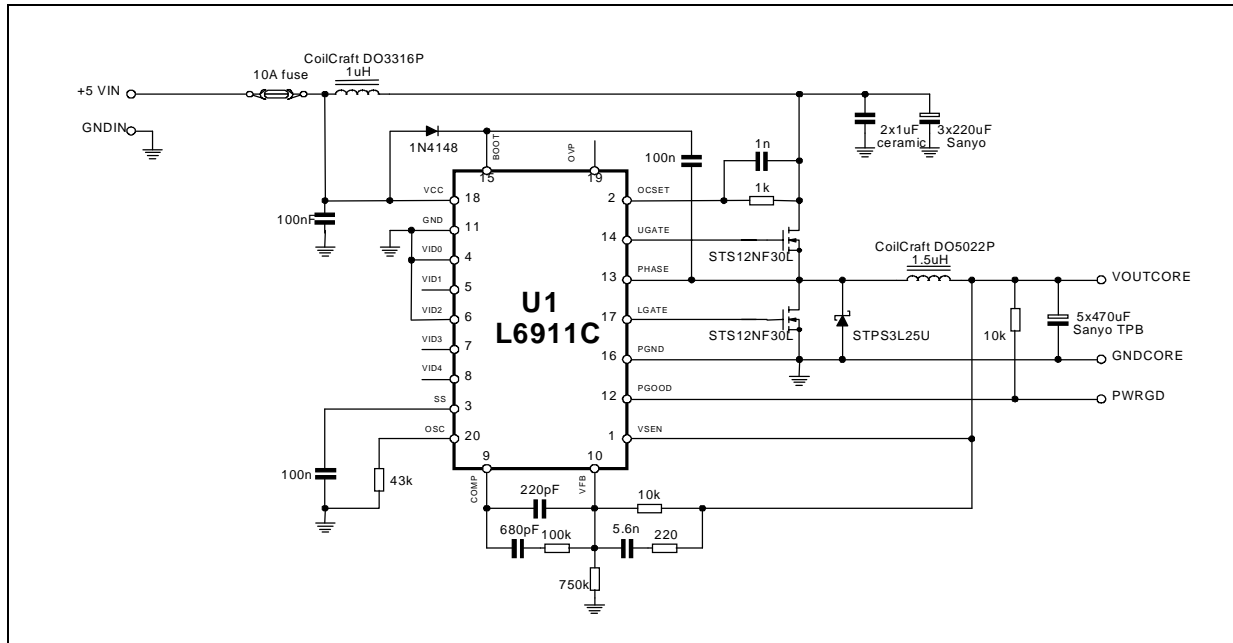 CoilCraft DO3316P
1uH
10A fuse
+5 VIN
GNDIN
2x1uF
ceramic
3x220uF
Sanyo
1N4148
BOOT
OVP
100n
1n
15
19
VCC
18
2
OCSET
1k
100nF
GND
11
14
UGATE
STS12NF30L
CoilCraft DO5022P
1.5uH
VID0
4
13
PHASE
VOUTCORE
VID1
5
U1
L6911C
VID2
6
17
LGATE
STS12NF30L
STPS3L25U
10k
5x470uF
Sanyo TPB
VID3
7
16
PGND
GNDCORE
VID4
8
12
PGOOD
PWRGD
SS
3
OSC
20
1
VSEN
9
10
100n
43k
COMP
VFB
220pF
10k
680pF
100k
5.6n
220
750k